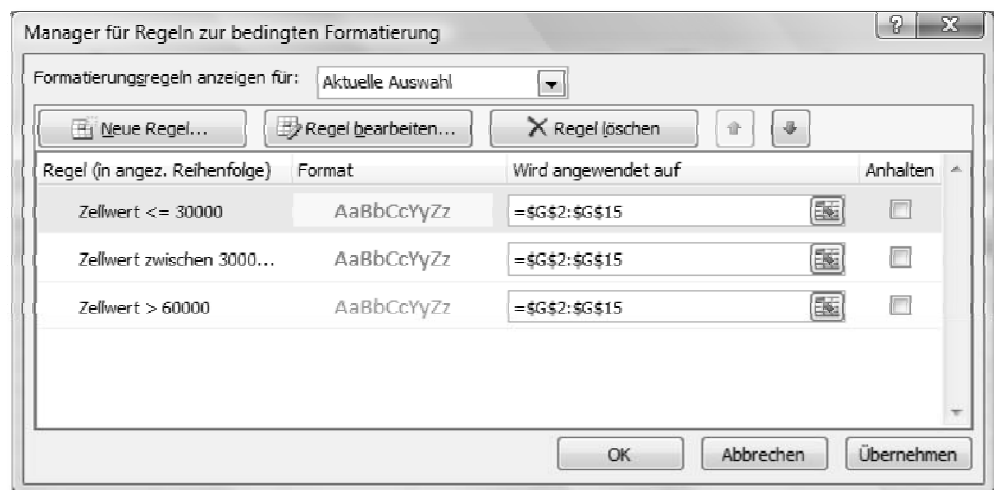 Manager für Regeln zur bedingten Formatierung
Formatierungsregeln anzeigen für: Aktuelle Auswahl
Neue Regel... Regel bearbeiten... Regel löschen
Regel (in angez. Reihenfolge) Format Wird angewendet auf Anhalten
Zellwert <= 30000 AaBbCcYyZz =$G$2:$G$15
Zellwert zwischen 3000... AaBbCcYyZz =$G$2:$G$15
Zellwert > 60000 AaBbCcYyZz =$G$2:$G$15
OK Abbrechen Übernehmen